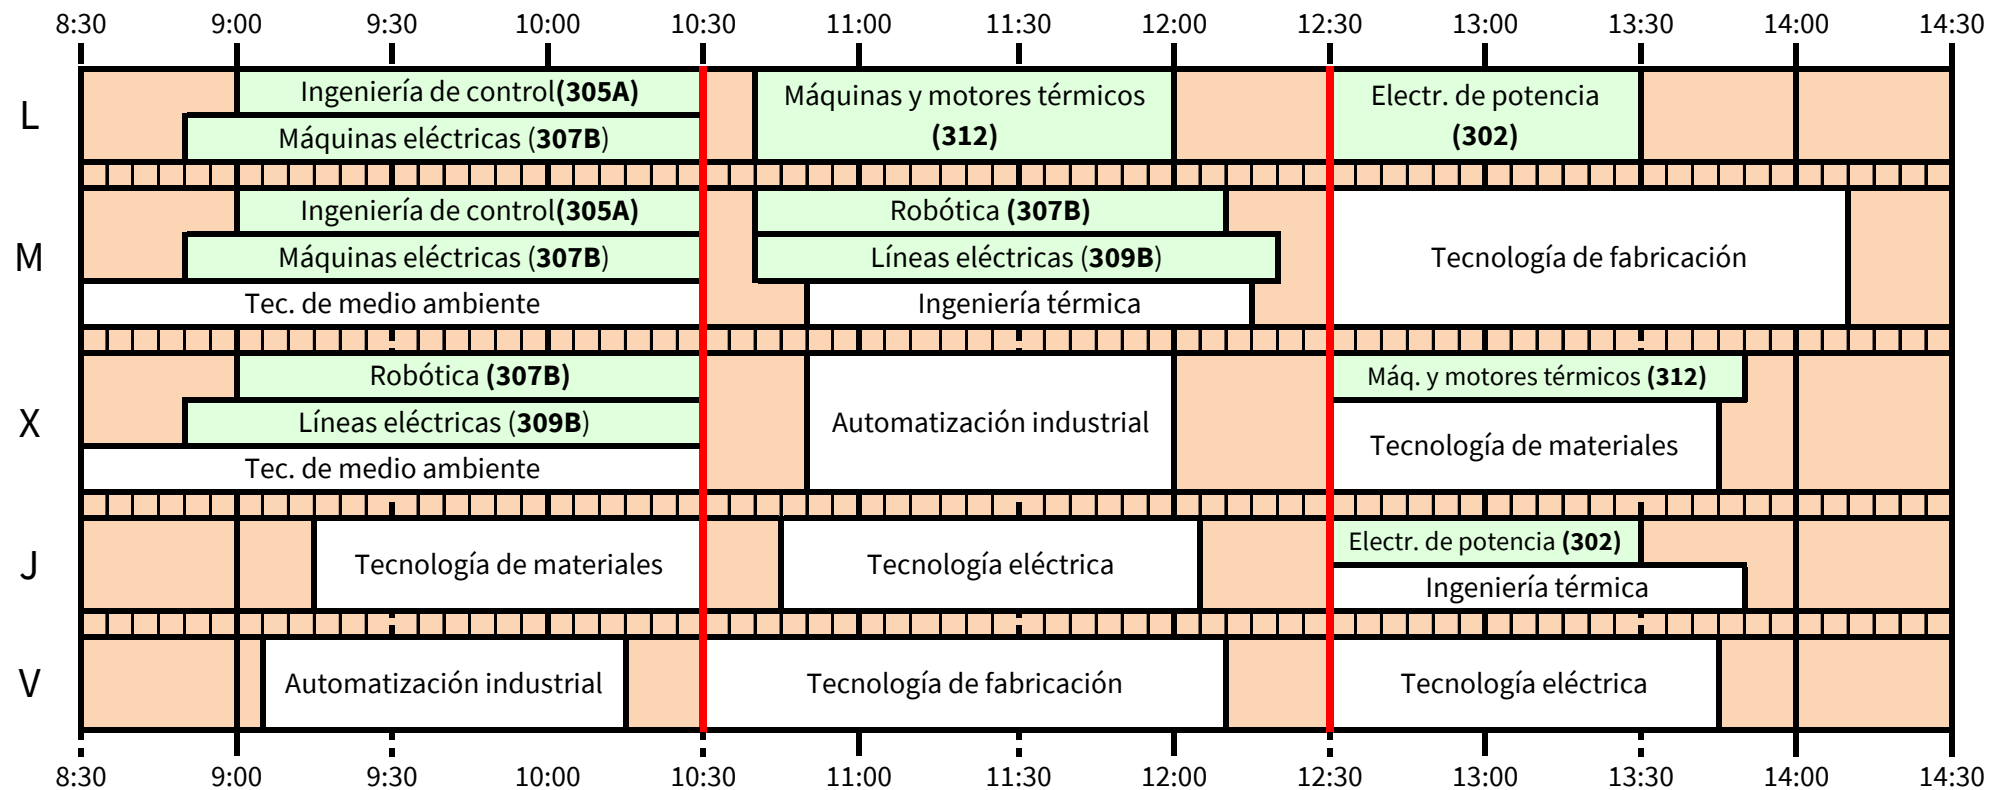 8:30 9:00 9:30 10:00 10:30 11:00 11:30 12:00 12:30 13:00 13:30 14:00 14:30
L
Ingeniería de control(305A)
Máquinas eléctricas (307B)
Máquinas y motores térmicos
(312)
Electr. de potencia
(302)
M
Ingeniería de control(305A)
Máquinas eléctricas (307B)
Tec. de medio ambiente
Robótica (307B)
Líneas eléctricas (309B)
Ingeniería térmica
Tecnología de fabricación
X
Robótica (307B)
Líneas eléctricas (309B)
Tec. de medio ambiente
Automatización industrial
Máq. y motores térmicos (312)
Tecnología de materiales
J
Tecnología de materiales
Tecnología eléctrica
Electr. de potencia (302)
Ingeniería térmica
V
Automatización industrial
Tecnología de fabricación
Tecnología eléctrica
8:30 9:00 9:30 10:00 10:30 11:00 11:30 12:00 12:30 13:00 13:30 14:00 14:30